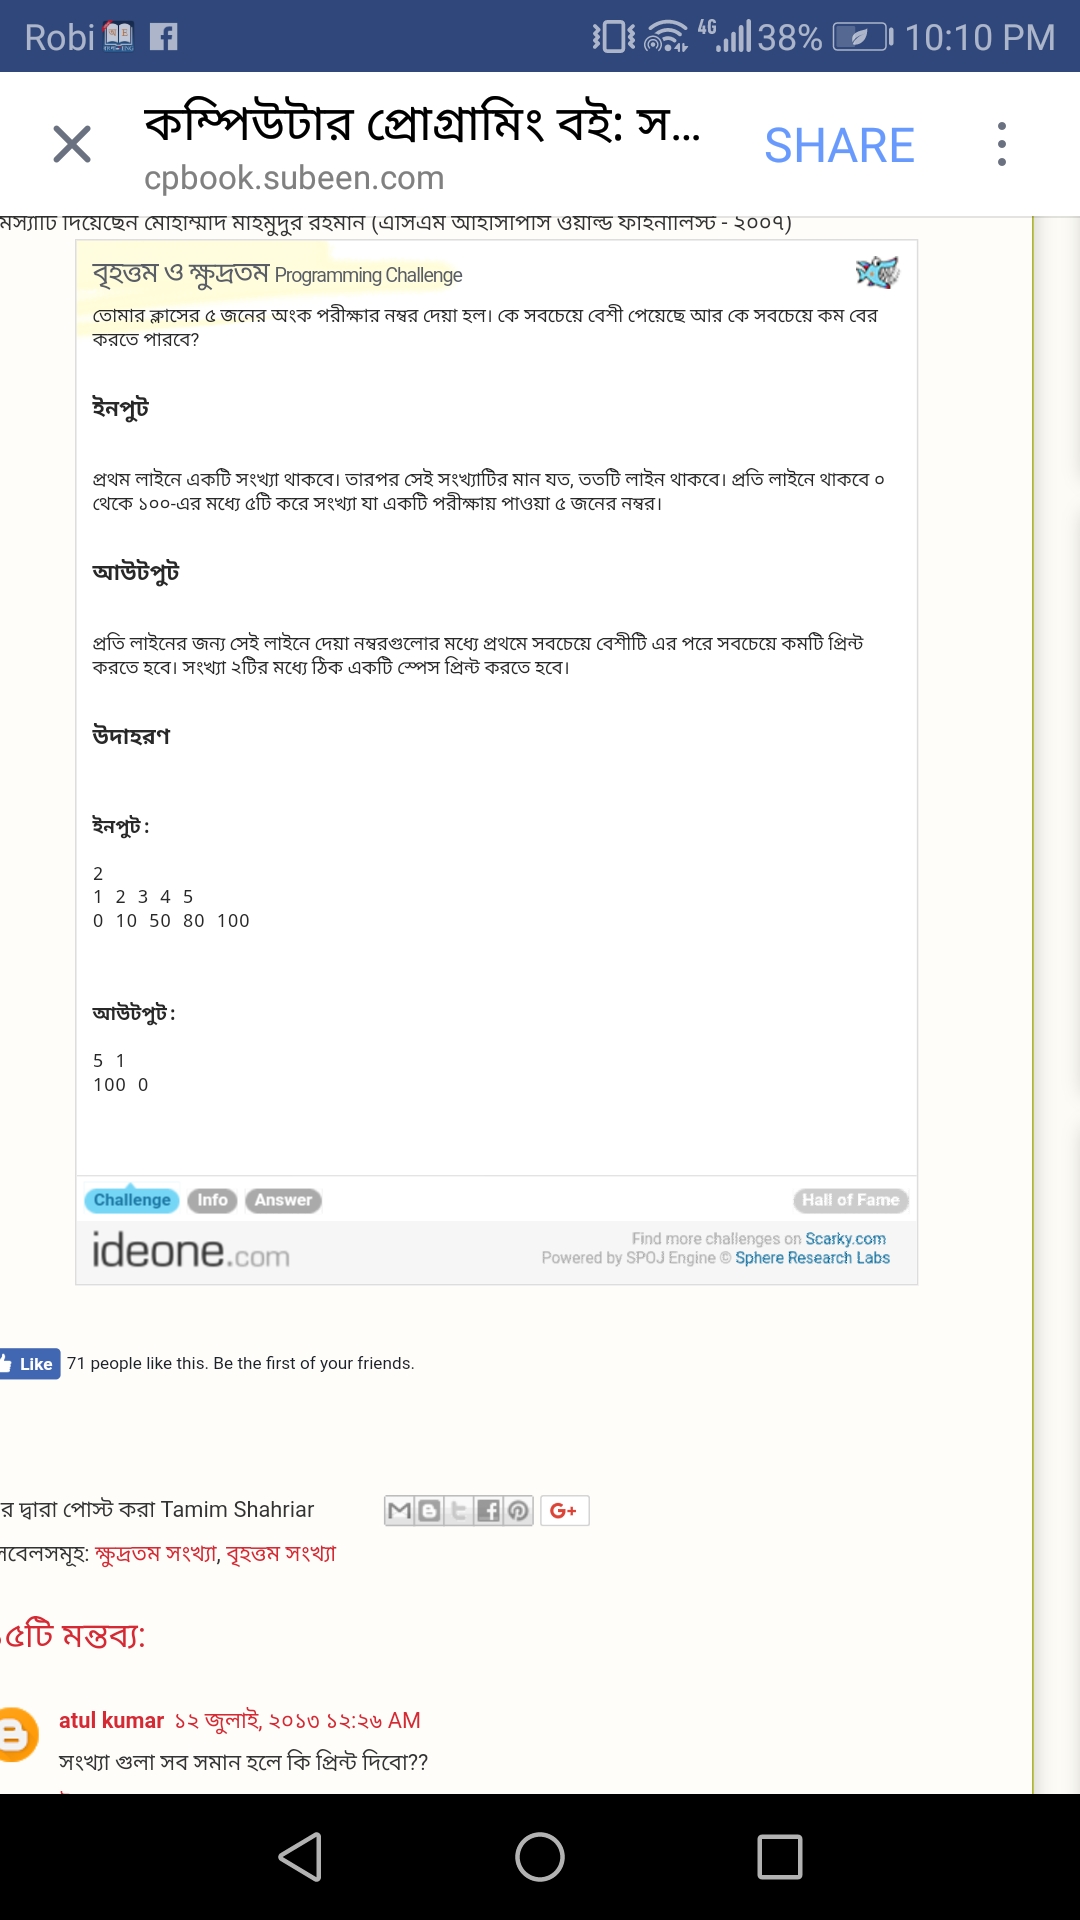 Robi
4G 38% 10:10 PM
কম্পিউটার প্রোগ্রামিং বই: স...
cpbook.subeen.com
SHARE
মস্যাটি দিয়েছেন মোহাম্মাদ মাহমুদুর রহমান (এসিএম আইসিপিসি ওয়ার্ল্ড ফাইনালিস্ট - ২০০৭)
বৃহত্তম ও ক্ষুদ্রতম Programming Challenge
তোমার ক্লাসের ৫ জনের অংক পরীক্ষার নম্বর দেয়া হল। কে সবচেয়ে বেশী পেয়েছে আর কে সবচেয়ে কম বের
করতে পারবে?
ইনপুট
প্রথম লাইনে একটি সংখ্যা থাকবে। তারপর সেই সংখ্যাটির মান যত, ততটি লাইন থাকবে। প্রতি লাইনে থাকবে ০
থেকে ১০০-এর মধ্যে ৫টি করে সংখ্যা যা একটি পরীক্ষায় পাওয়া ৫ জনের নম্বর।
আউটপুট
প্রতি লাইনের জন্য সেই লাইনে দেয়া নম্বরগুলোর মধ্যে প্রথমে সবচেয়ে বেশীটি এর পরে সবচেয়ে কমটি প্রিন্ট
করতে হবে। সংখ্যা ২টির মধ্যে ঠিক একটি স্পেস প্রিন্ট করতে হবে।
উদাহরণ
ইনপুট :
2
1 2 3 4 5
0 10 50 80 100
আউটপুট :
5 1
100 0
Challenge Info Answer Hall of Fame
ideone.com
Find more challenges on Scarky.com
Powered by SPOJ Engine © Sphere Research Labs
Like 71 people like this. Be the first of your friends.
র দ্বারা পোস্ট করা Tamim Shahriar
G+
লেবেলসমূহ: ক্ষুদ্রতম সংখ্যা, বৃহত্তম সংখ্যা
৫টি মন্তব্য:
atul kumar ১২ জুলাই, ২০১৩ ১২:২৬ AM
সংখ্যা গুলা সব সমান হলে কি প্রিন্ট দিবো??